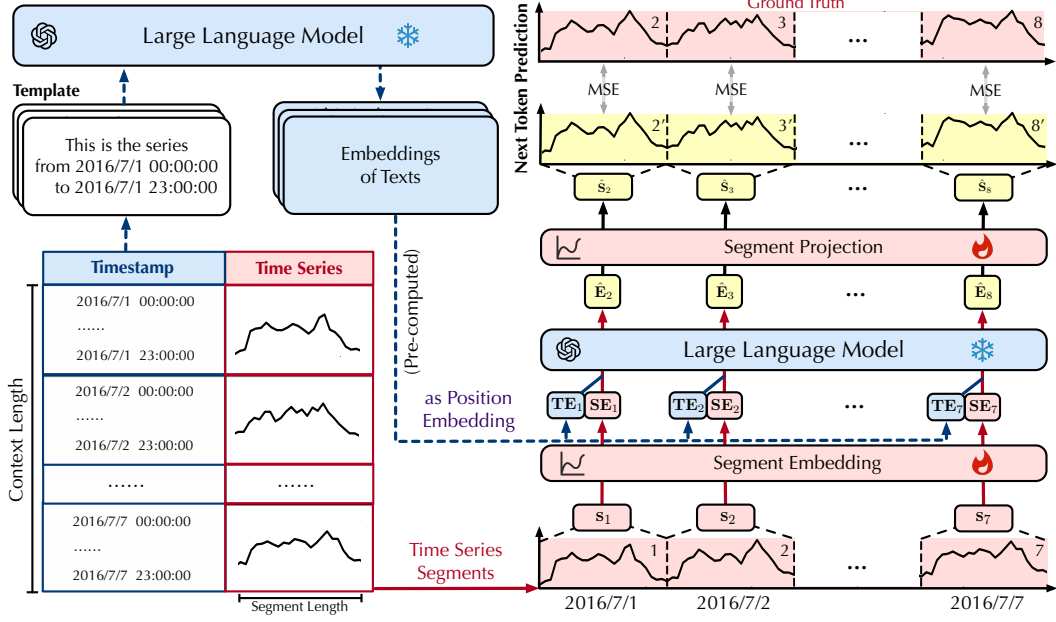 Large Language Model
Template
This is the series
from 2016/7/1 00:00:00
to 2016/7/1 23:00:00
Embeddings
of Texts
(Pre-computed)
Timestamp
Time Series
2016/7/1 00:00:00
......
2016/7/1 23:00:00
2016/7/2 00:00:00
......
2016/7/2 23:00:00
......
......
2016/7/7 00:00:00
......
2016/7/7 23:00:00
Context Length
Segment Length
Time Series
Segments
as Position
Embedding
Ground Truth
Next Token Prediction
2
3
...
8
MSE
MSE
MSE
2′
3′
...
8′
ŝ₂
ŝ₃
...
ŝ₈
Segment Projection
Ê₂
Ê₃
...
Ê₈
Large Language Model
TE₁ SE₁
TE₂ SE₂
...
TE₇ SE₇
Segment Embedding
s₁
s₂
s₇
1
2
...
7
2016/7/1
2016/7/2
2016/7/7